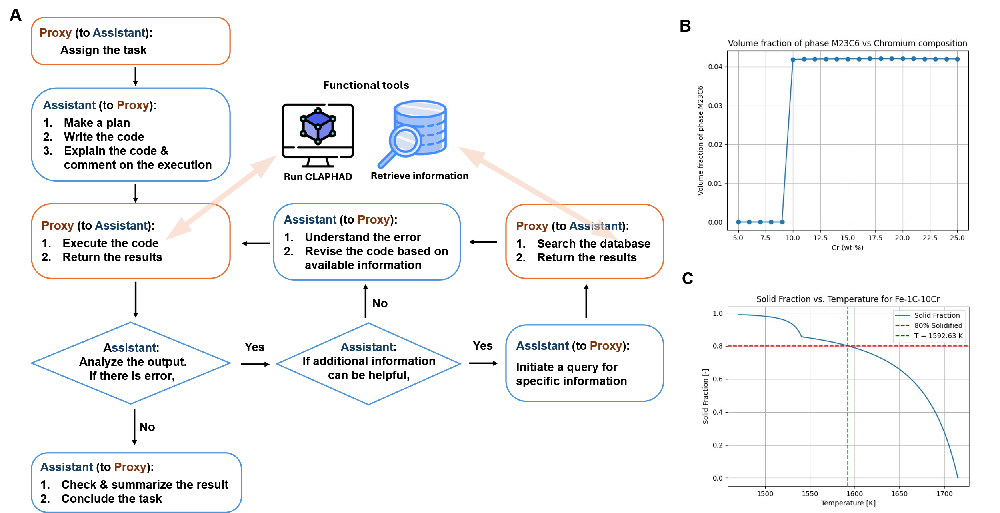 A
Proxy (to Assistant):
Assign the task
Assistant (to Proxy):
1. Make a plan
2. Write the code
3. Explain the code &
comment on the execution
Functional tools
Run CLAPHAD
Retrieve information
Proxy (to Assistant):
1. Execute the code
2. Return the results
Assistant (to Proxy):
1. Understand the error
2. Revise the code based on
available information
Proxy (to Assistant):
1. Search the database
2. Return the results
No
Assistant:
Analyze the output.
If there is error,
Yes
Assistant:
If additional information
can be helpful,
Yes
Assistant (to Proxy):
Initiate a query for
specific information
No
Assistant (to Proxy):
1. Check & summarize the result
2. Conclude the task
B
Volume fraction of phase M23C6 vs Chromium composition
Volume fraction of phase M23C6
0.04
0.03
0.02
0.01
0.00
5.0 7.5 10.0 12.5 15.0 17.5 20.0 22.5 25.0
Cr (wt-%)
C
Solid Fraction vs. Temperature for Fe-1C-10Cr
Solid Fraction
80% Solidified
T = 1592.63 K
Solid Fraction [-]
1.0
0.8
0.6
0.4
0.2
0.0
1500 1550 1600 1650 1700
Temperature [K]